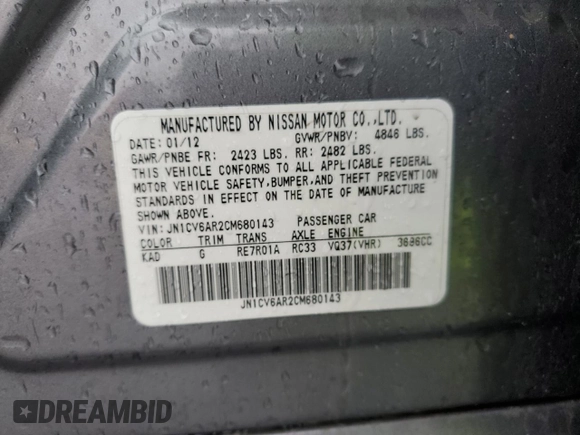 MANUFACTURED BY NISSAN MOTOR CO.,LTD.
DATE: 01/12 GVWR/PNBV: 4846 LBS.
GAWR/PNBE FR: 2423 LBS. RR: 2482 LBS.
THIS VEHICLE CONFORMS TO ALL APPLICABLE FEDERAL
MOTOR VEHICLE SAFETY,BUMPER,AND THEFT PREVENTION
STANDARDS IN EFFECT ON THE DATE OF MANUFACTURE
SHOWN ABOVE.
VIN: JN1CV6AR2CM680143 PASSENGER CAR
COLOR TRIM TRANS AXLE ENGINE
KAD G RE7R01A RC33 VQ37(VHR) 3696CC
JN1CV6AR2CM680143
DREAMBID